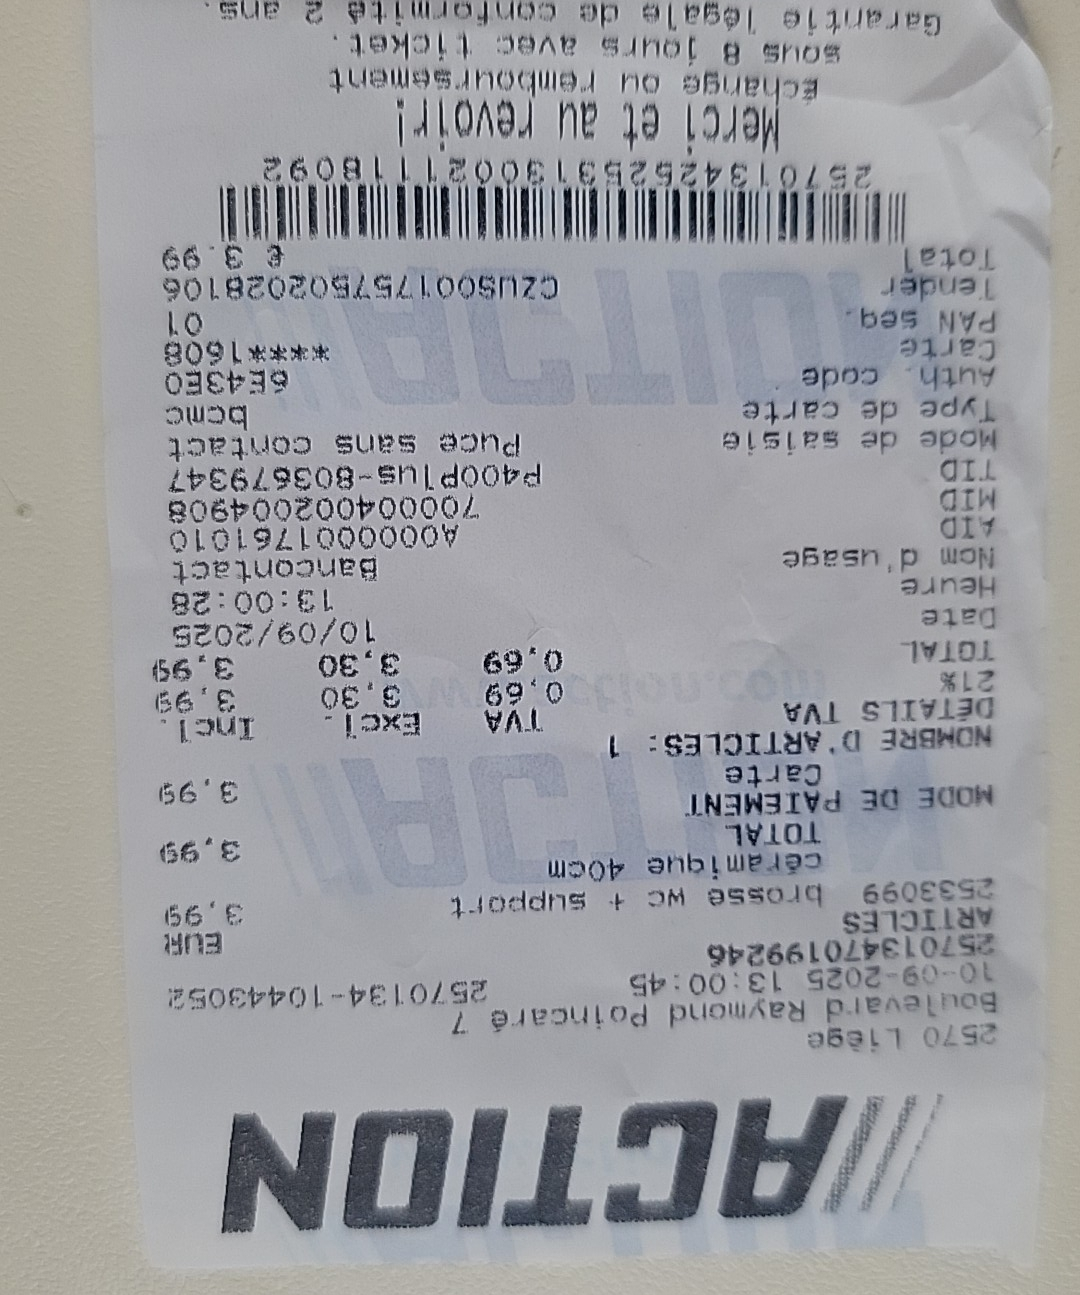 ACTION
2570 Liège
Boulevard Raymond Poincaré 7
10-09-2025 13:00:45 2570134-10443052
257013470199246
ARTICLES EUR
2533099 brosse wc + support 3,99
céramique 40cm
TOTAL 3,99
MODE DE PAIEMENT
Carte 3,99
NOMBRE D'ARTICLES: 1
DÉTAILS TVA TVA Excl. Incl.
21% 0,69 3,30 3,99
TOTAL 0,69 3,30 3,99
Date 10/09/2025
Heure 13:00:28
Nom d'usage Bancontact
AID A0000001761010
MID 700004002004908
TID P400Plus-803679347
Mode de saisie Puce sans contact
Type de carte bcmc
Auth. code 6E43E0
Carte *****1608
PAN seq. 01
Tender CZUS001757502028106
Total € 3.99
2570134252531300211118092
Merci et au revoir!
Échange ou remboursement
sous 8 jours avec ticket.
Garantie légale de conformité 2 ans.